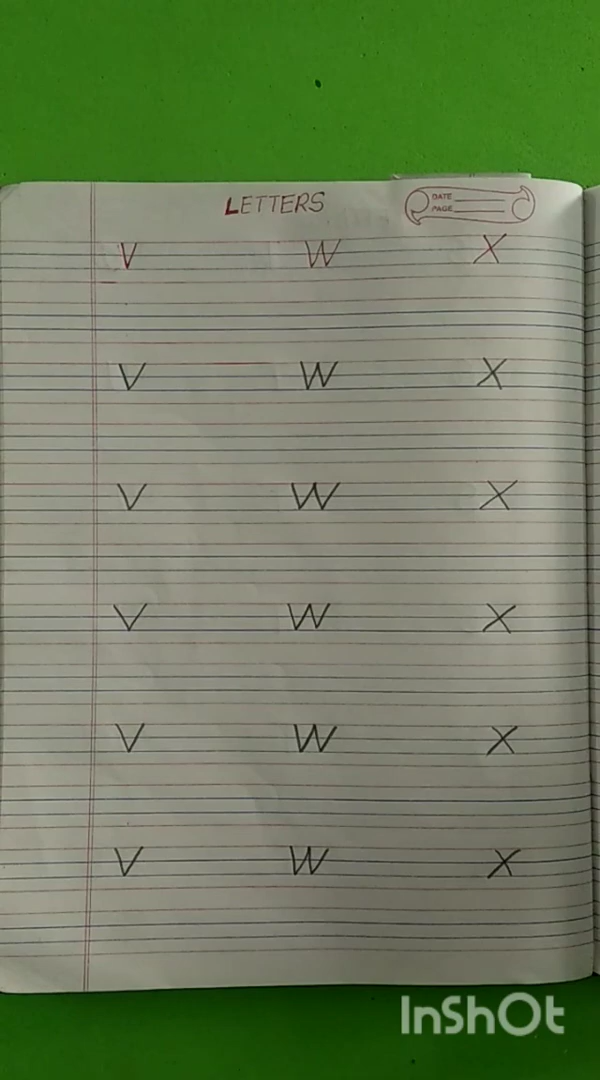 LETTERS
DATE
PAGE
V W X
V W X
V W X
V W X
V W X
V W X
InShOt